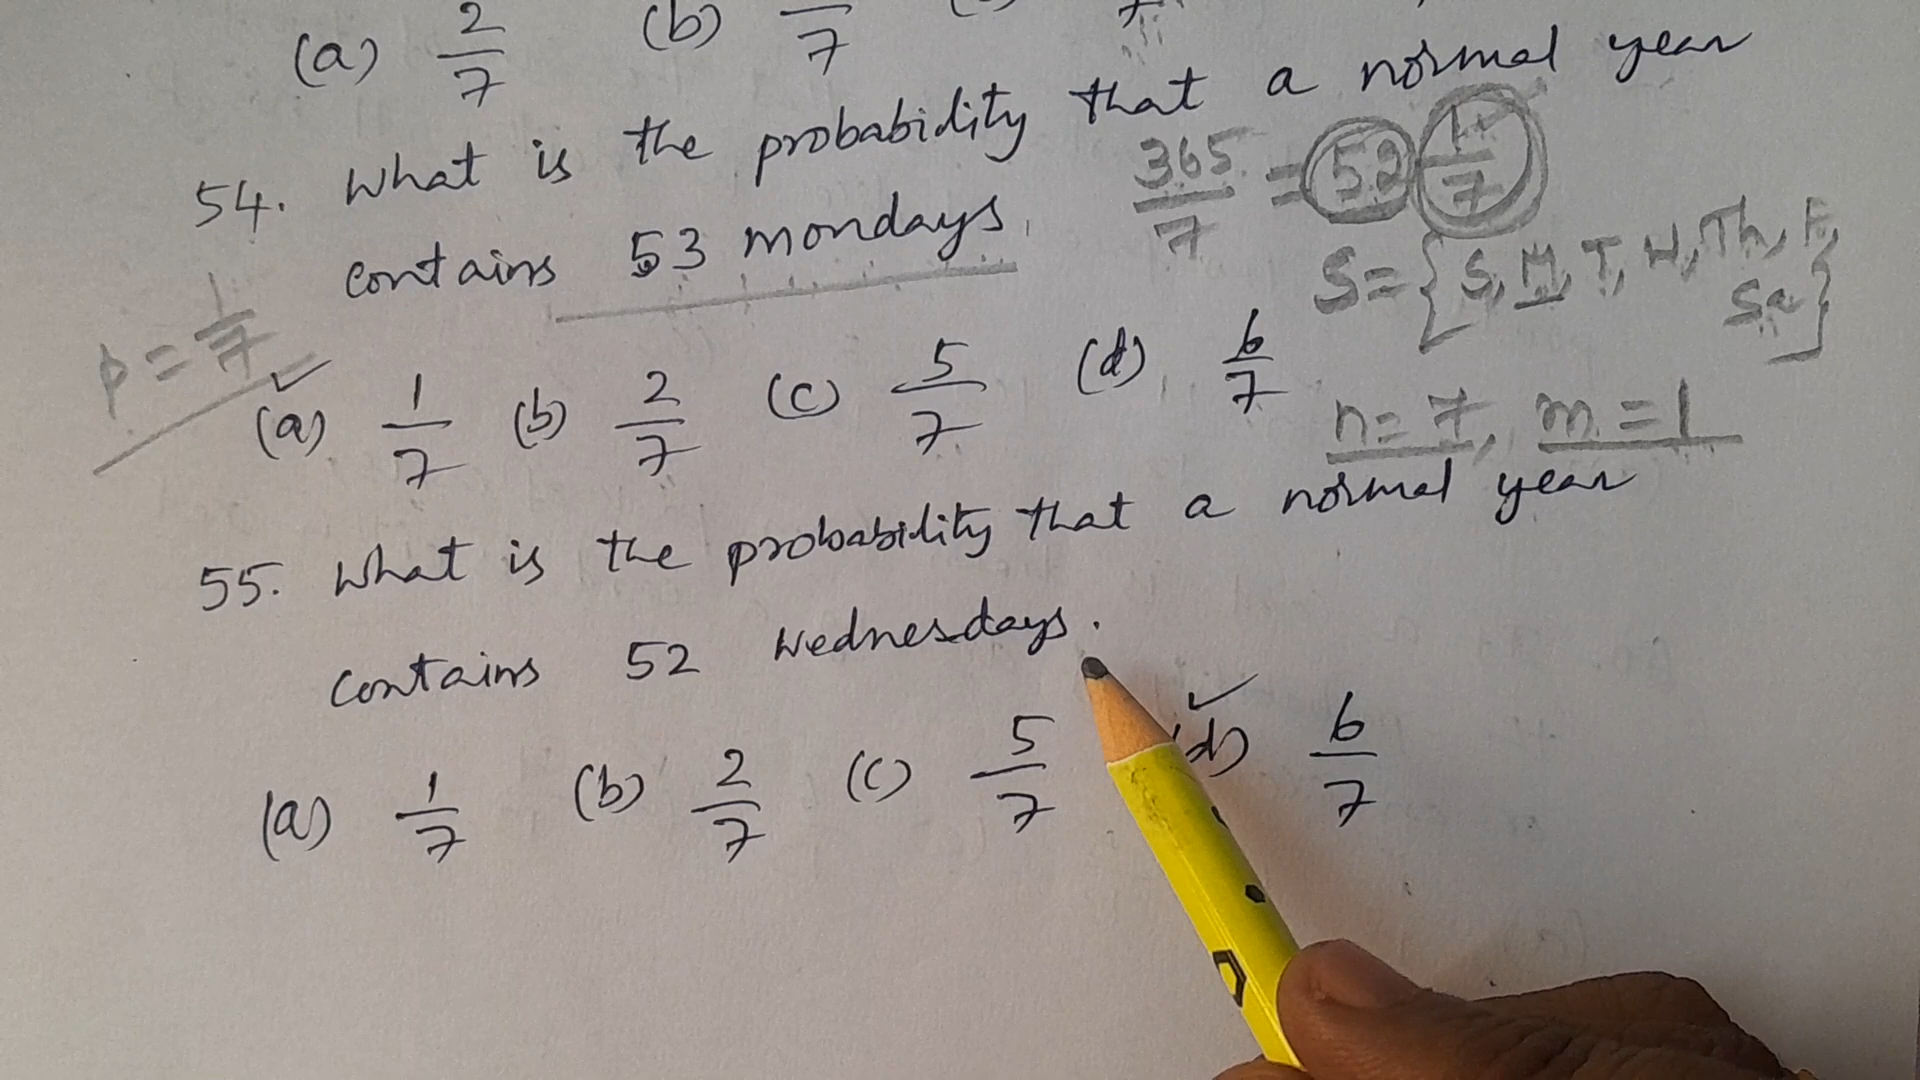 (a) 2/7 (b) /7
54. What is the probability that a normal year
contains 53 mondays.
365/7 = 52 1/7
S = {S, M, T, W, Th, F,
Sa}
p = 1/7
(a) 1/7 (b) 2/7 (c) 5/7 (d) 6/7
n = 7, m = 1
55. What is the probability that a normal year
contains 52 Wednesdays.
(a) 1/7 (b) 2/7 (c) 5/7 (d) 6/7